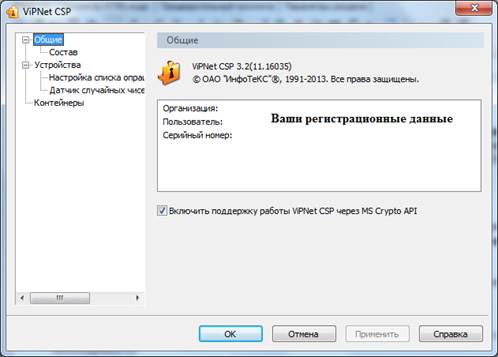 ViPNet CSP
Общие
Состав
Устройства
Настройка списка опра
Датчик случайных чисе
Контейнеры
Общие
ViPNet CSP 3.2(11.16035)
© ОАО "ИнфоТеКС"®, 1991-2013. Все права защищены.
Организация:
Пользователь:
Серийный номер:
Ваши регистрационные данные
Включить поддержку работы ViPNet CSP через MS Crypto API
OK
Отмена
Применить
Справка